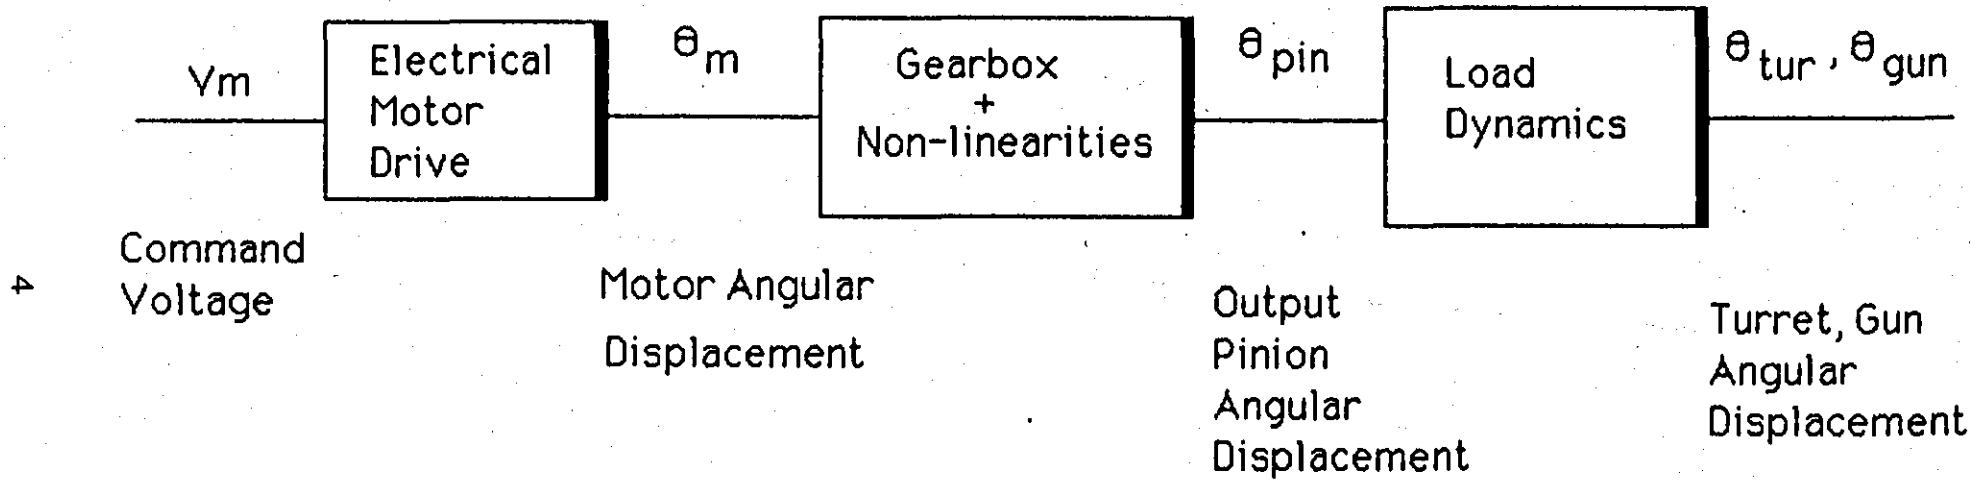 Vm
Electrical
Motor
Drive
θm
Gearbox
+
Non-linearities
θpin
Load
Dynamics
θtur, θgun
Command
Voltage
Motor Angular
Displacement
Output
Pinion
Angular
Displacement
Turret, Gun
Angular
Displacement
4